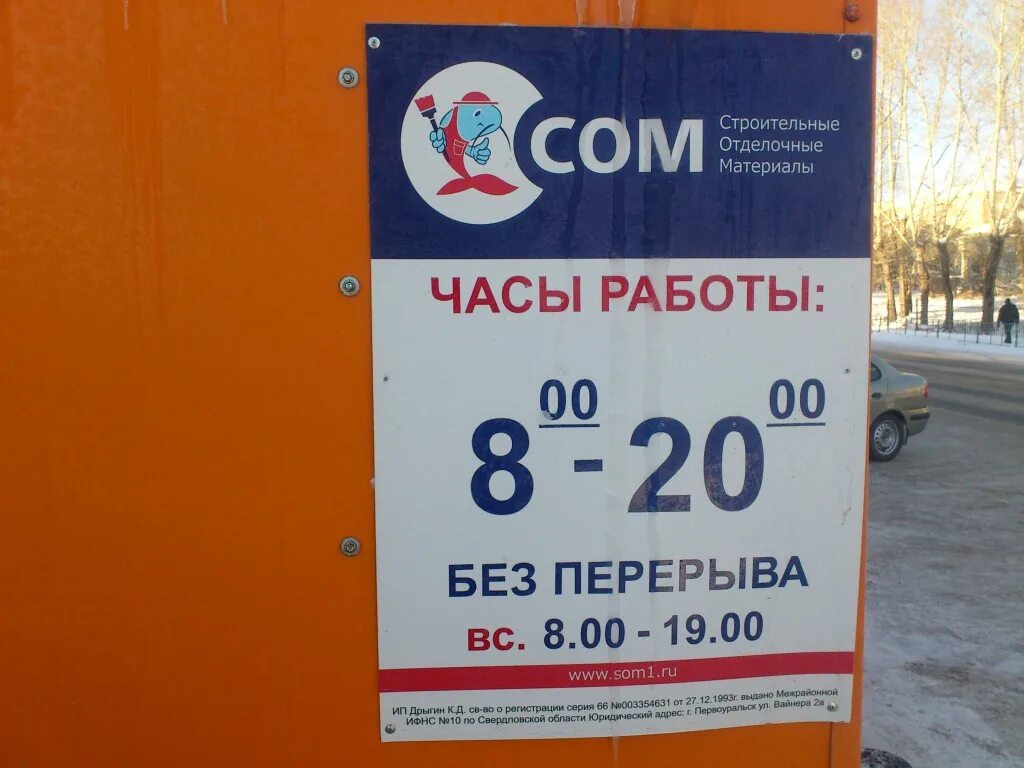 СОМ
Строительные
Отделочные
Материалы
ЧАСЫ РАБОТЫ:
8 00 - 20 00
БЕЗ ПЕРЕРЫВА
ВС. 8.00 - 19.00
www.som1.ru
ИП Дрыгин К.Д. св-во о регистрации серия 66 №003354631 от 27.12.1993г. выдано Межрайонной
ИФНС №10 по Свердловской области Юридический адрес: г. Первоуральск ул. Вайнера 2а